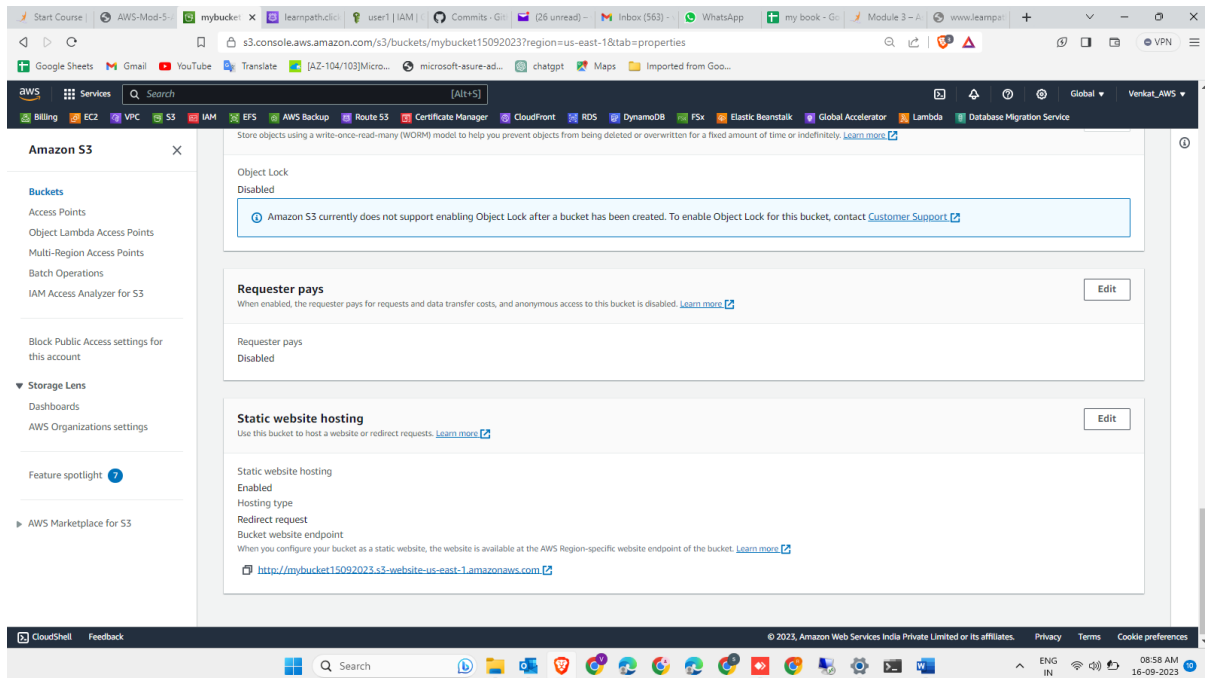 Start Course |
AWS-Mod-5-
mybucket
learnpath.click
user1 | IAM |
Commits · Git
(26 unread) –
Inbox (563) -
WhatsApp
my book - Go
Module 3 – A
www.learnpat
s3.console.aws.amazon.com/s3/buckets/mybucket15092023?region=us-east-1&tab=properties
VPN
Google Sheets Gmail YouTube Translate [AZ-104/103]Micro... microsoft-asure-ad... chatgpt Maps Imported from Goo...
aws Services Search [Alt+S] Global Venkat_AWS
Billing EC2 VPC S3 IAM EFS AWS Backup Route 53 Certificate Manager CloudFront RDS DynamoDB FSx Elastic Beanstalk Global Accelerator Lambda Database Migration Service
Amazon S3
Buckets
Access Points
Object Lambda Access Points
Multi-Region Access Points
Batch Operations
IAM Access Analyzer for S3
Block Public Access settings for
this account
Storage Lens
Dashboards
AWS Organizations settings
Feature spotlight 7
AWS Marketplace for S3
Store objects using a write-once-read-many (WORM) model to help you prevent objects from being deleted or overwritten for a fixed amount of time or indefinitely. Learn more
Object Lock
Disabled
Amazon S3 currently does not support enabling Object Lock after a bucket has been created. To enable Object Lock for this bucket, contact Customer Support
Requester pays
Edit
When enabled, the requester pays for requests and data transfer costs, and anonymous access to this bucket is disabled. Learn more
Requester pays
Disabled
Static website hosting
Edit
Use this bucket to host a website or redirect requests. Learn more
Static website hosting
Enabled
Hosting type
Redirect request
Bucket website endpoint
When you configure your bucket as a static website, the website is available at the AWS Region-specific website endpoint of the bucket. Learn more
http://mybucket15092023.s3-website-us-east-1.amazonaws.com
CloudShell Feedback © 2023, Amazon Web Services India Private Limited or its affiliates. Privacy Terms Cookie preferences
Search
ENG
IN
08:58 AM
16-09-2023
10